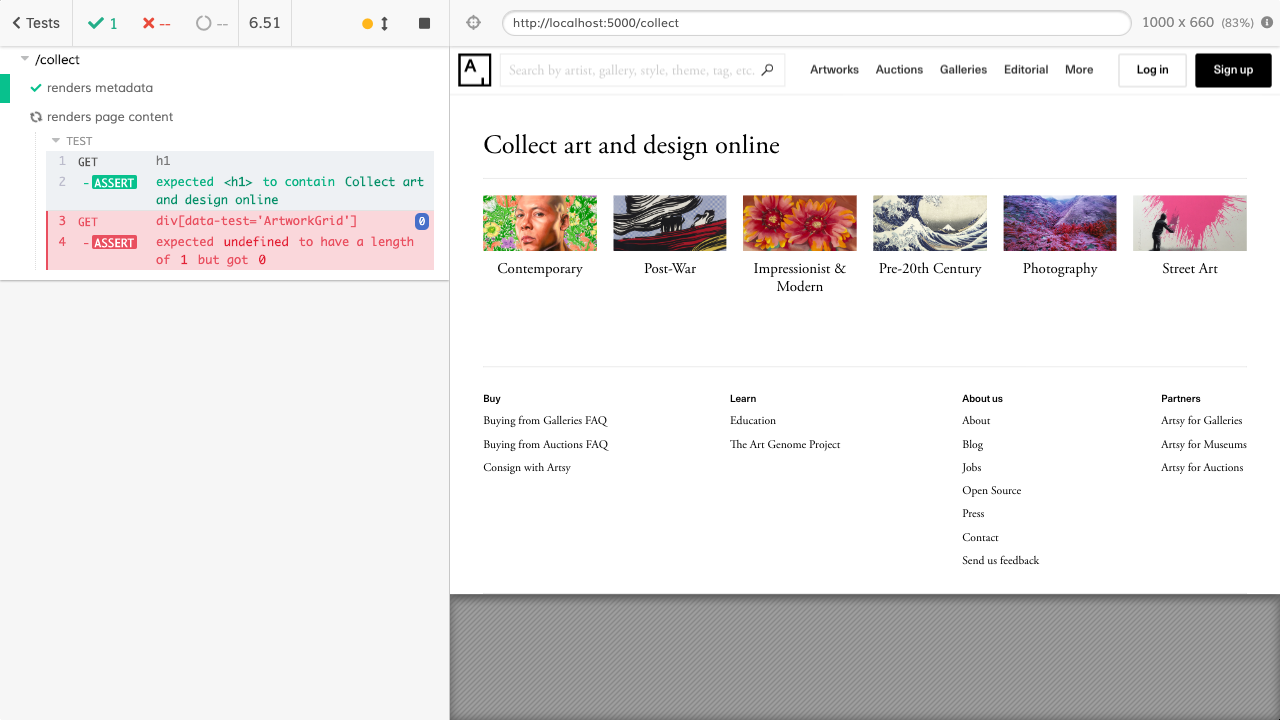 Tests
1
--
--
6.51
http://localhost:5000/collect
1000 x 660 (83%)
/collect
renders metadata
renders page content
TEST
1 GET h1
2 -ASSERT expected <h1> to contain Collect art
and design online
3 GET div[data-test='ArtworkGrid'] 0
4 -ASSERT expected undefined to have a length
of 1 but got 0
A
Search by artist, gallery, style, theme, tag, etc.
Artworks Auctions Galleries Editorial More
Log in
Sign up
Collect art and design online
Contemporary
Post-War
Impressionist &
Modern
Pre-20th Century
Photography
Street Art
Buy
Buying from Galleries FAQ
Buying from Auctions FAQ
Consign with Artsy
Learn
Education
The Art Genome Project
About us
About
Blog
Jobs
Open Source
Press
Contact
Send us feedback
Partners
Artsy for Galleries
Artsy for Museums
Artsy for Auctions